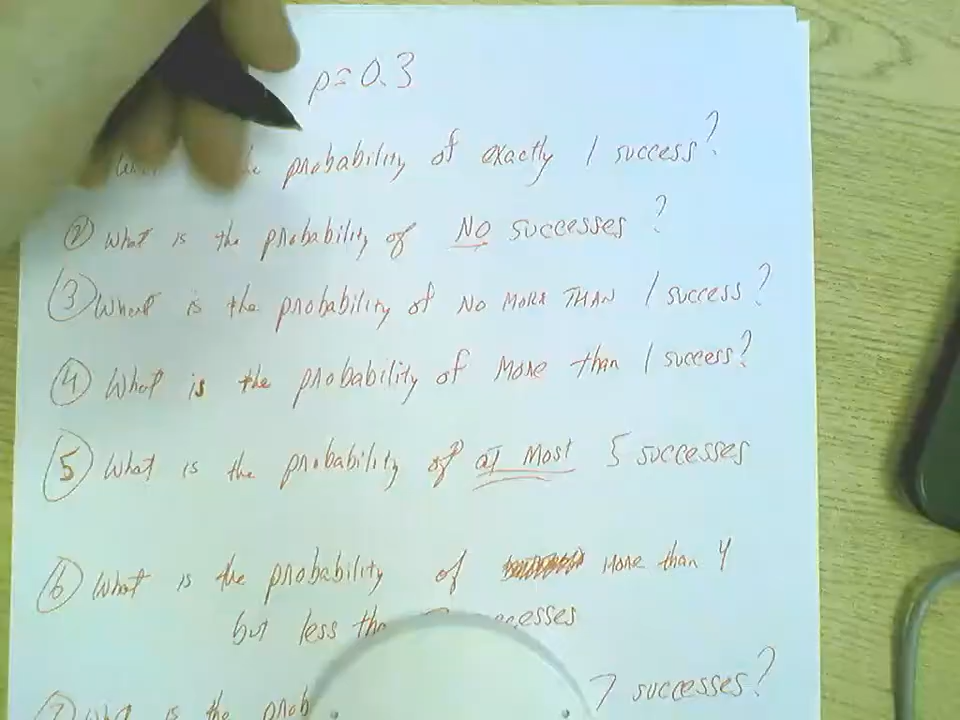 p=0.3
probability of exactly 1 success?
② What is the probability of NO successes ?
③ What is the probability of NO MORE THAN 1 success?
④ What is the probability of More than 1 success?
⑤ What is the probability of AT MOST 5 successes
⑥ What is the probability of More than 4
but less
What is the 7 successes?